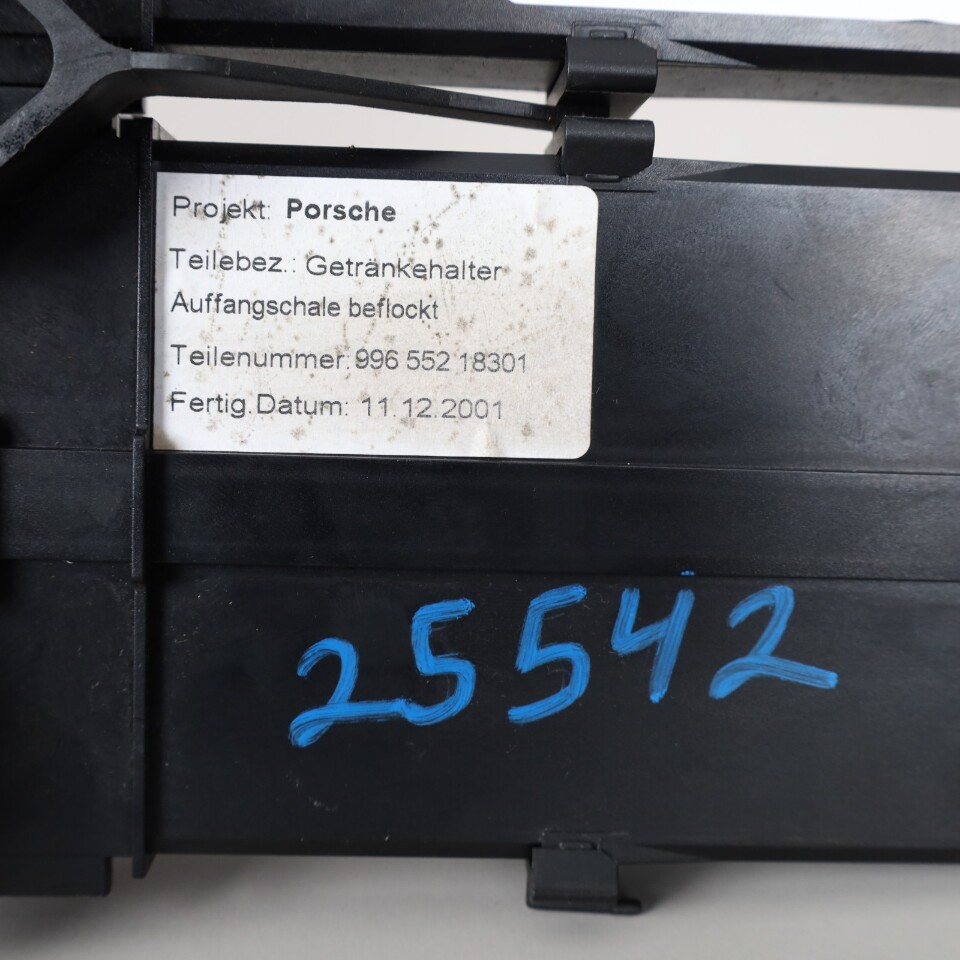 Projekt: Porsche
Teilebez.: Getränkehalter
Auffangschale beflockt
Teilenummer: 996 552 18301
Fertig.Datum: 11.12.2001
25542